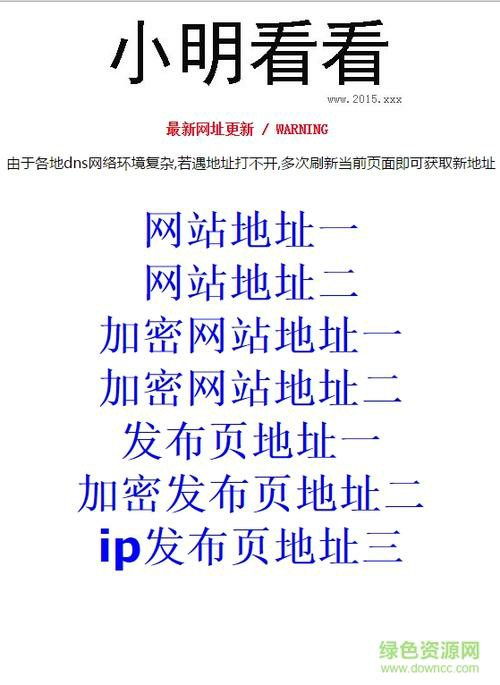 小明看看
www.2015.xxx
最新网址更新 / WARNING
由于各地dns网络环境复杂,若遇地址打不开,多次刷新当前页面即可获取新地址
网站地址一
网站地址二
加密网站地址一
加密网站地址二
发布页地址一
加密发布页地址二
ip发布页地址三
绿色资源网
www.downcc.com